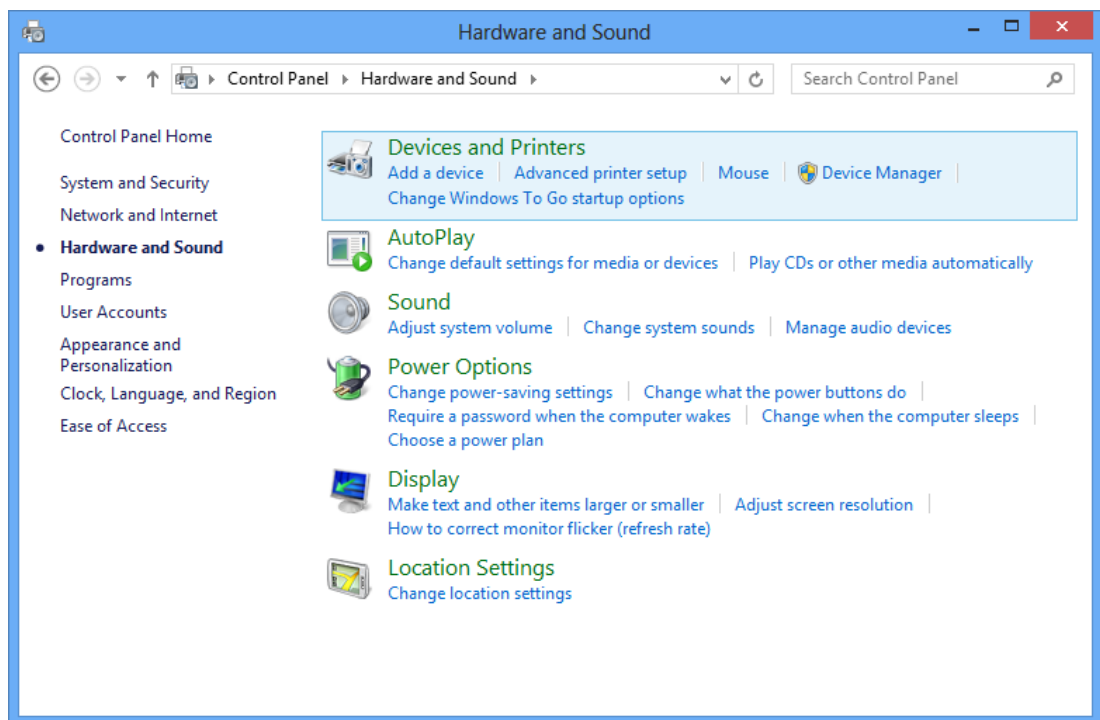 Hardware and Sound
Control Panel Hardware and Sound
Search Control Panel
Control Panel Home
System and Security
Network and Internet
Hardware and Sound
Programs
User Accounts
Appearance and
Personalization
Clock, Language, and Region
Ease of Access
Devices and Printers
Add a device Advanced printer setup Mouse Device Manager
Change Windows To Go startup options
AutoPlay
Change default settings for media or devices Play CDs or other media automatically
Sound
Adjust system volume Change system sounds Manage audio devices
Power Options
Change power-saving settings Change what the power buttons do
Require a password when the computer wakes Change when the computer sleeps
Choose a power plan
Display
Make text and other items larger or smaller Adjust screen resolution
How to correct monitor flicker (refresh rate)
Location Settings
Change location settings